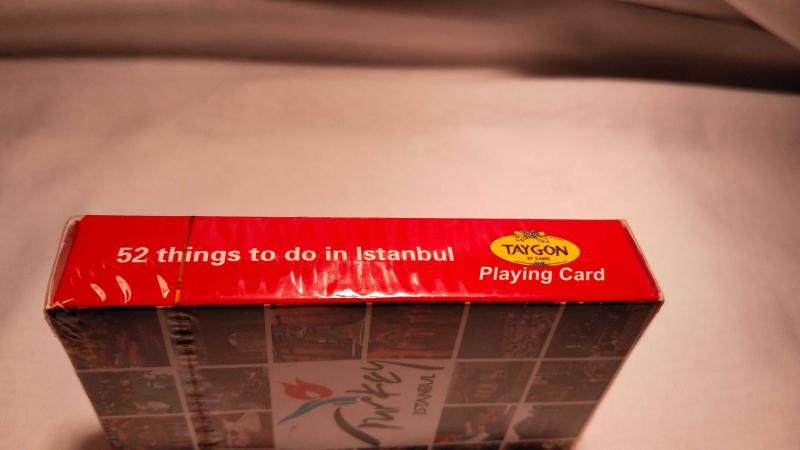 52 things to do in Istanbul
TAYGON
Playing Card
Turkey
ISTANBUL